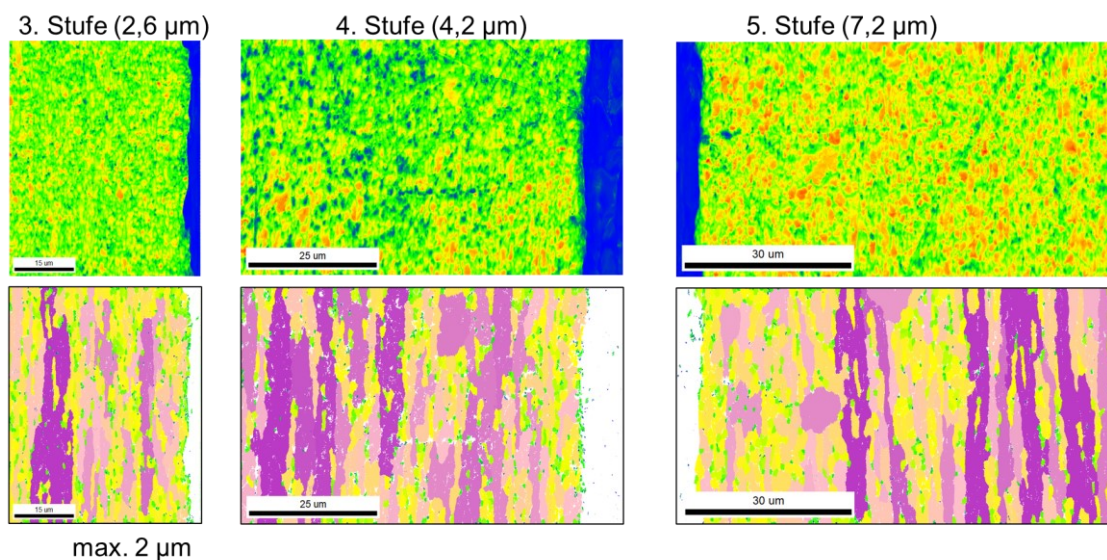 3. Stufe (2,6 µm)
4. Stufe (4,2 µm)
5. Stufe (7,2 µm)
15 um
25 um
30 um
15 um
25 um
30 um
max. 2 µm